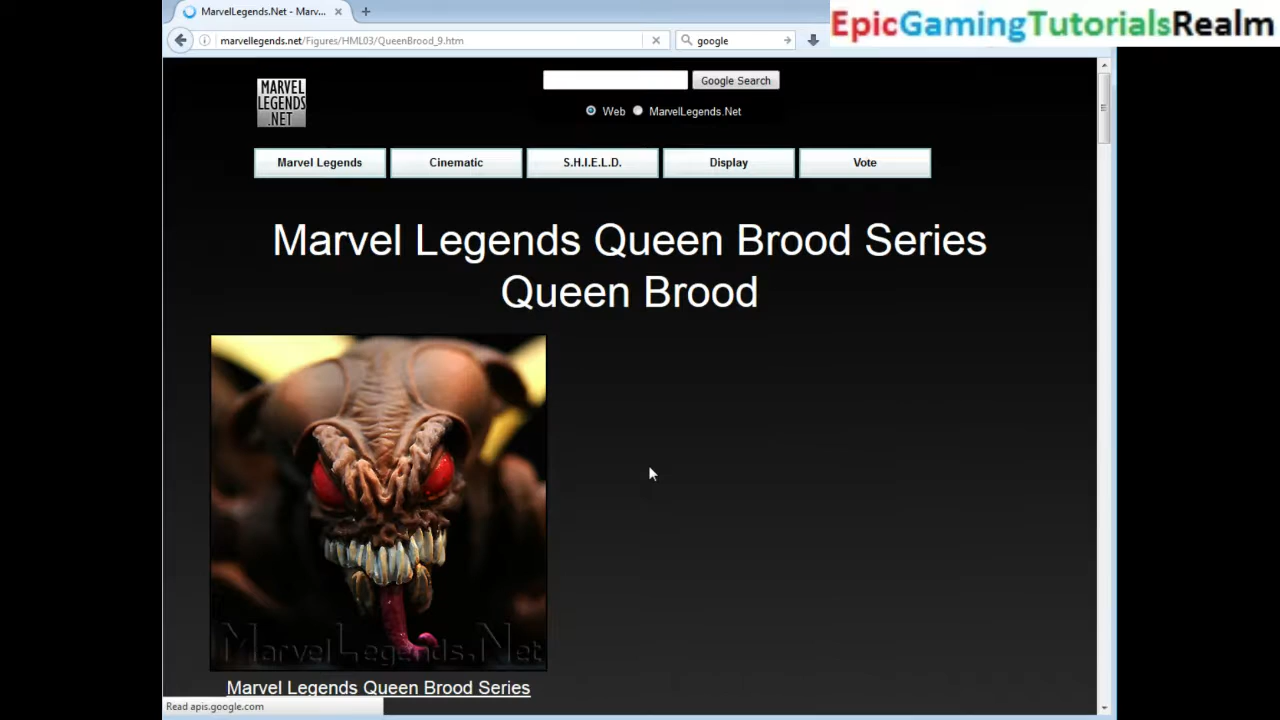 MarvelLegends.Net - Marv...
EpicGamingTutorialsRealm
marvellegends.net/Figures/HML03/QueenBrood_9.htm
google
MARVEL
LEGENDS
.NET
Google Search
Web
MarvelLegends.Net
Marvel Legends
Cinematic
S.H.I.E.L.D.
Display
Vote
Marvel Legends Queen Brood Series
Queen Brood
MarvelLegends.Net
Marvel Legends Queen Brood Series
Read apis.google.com